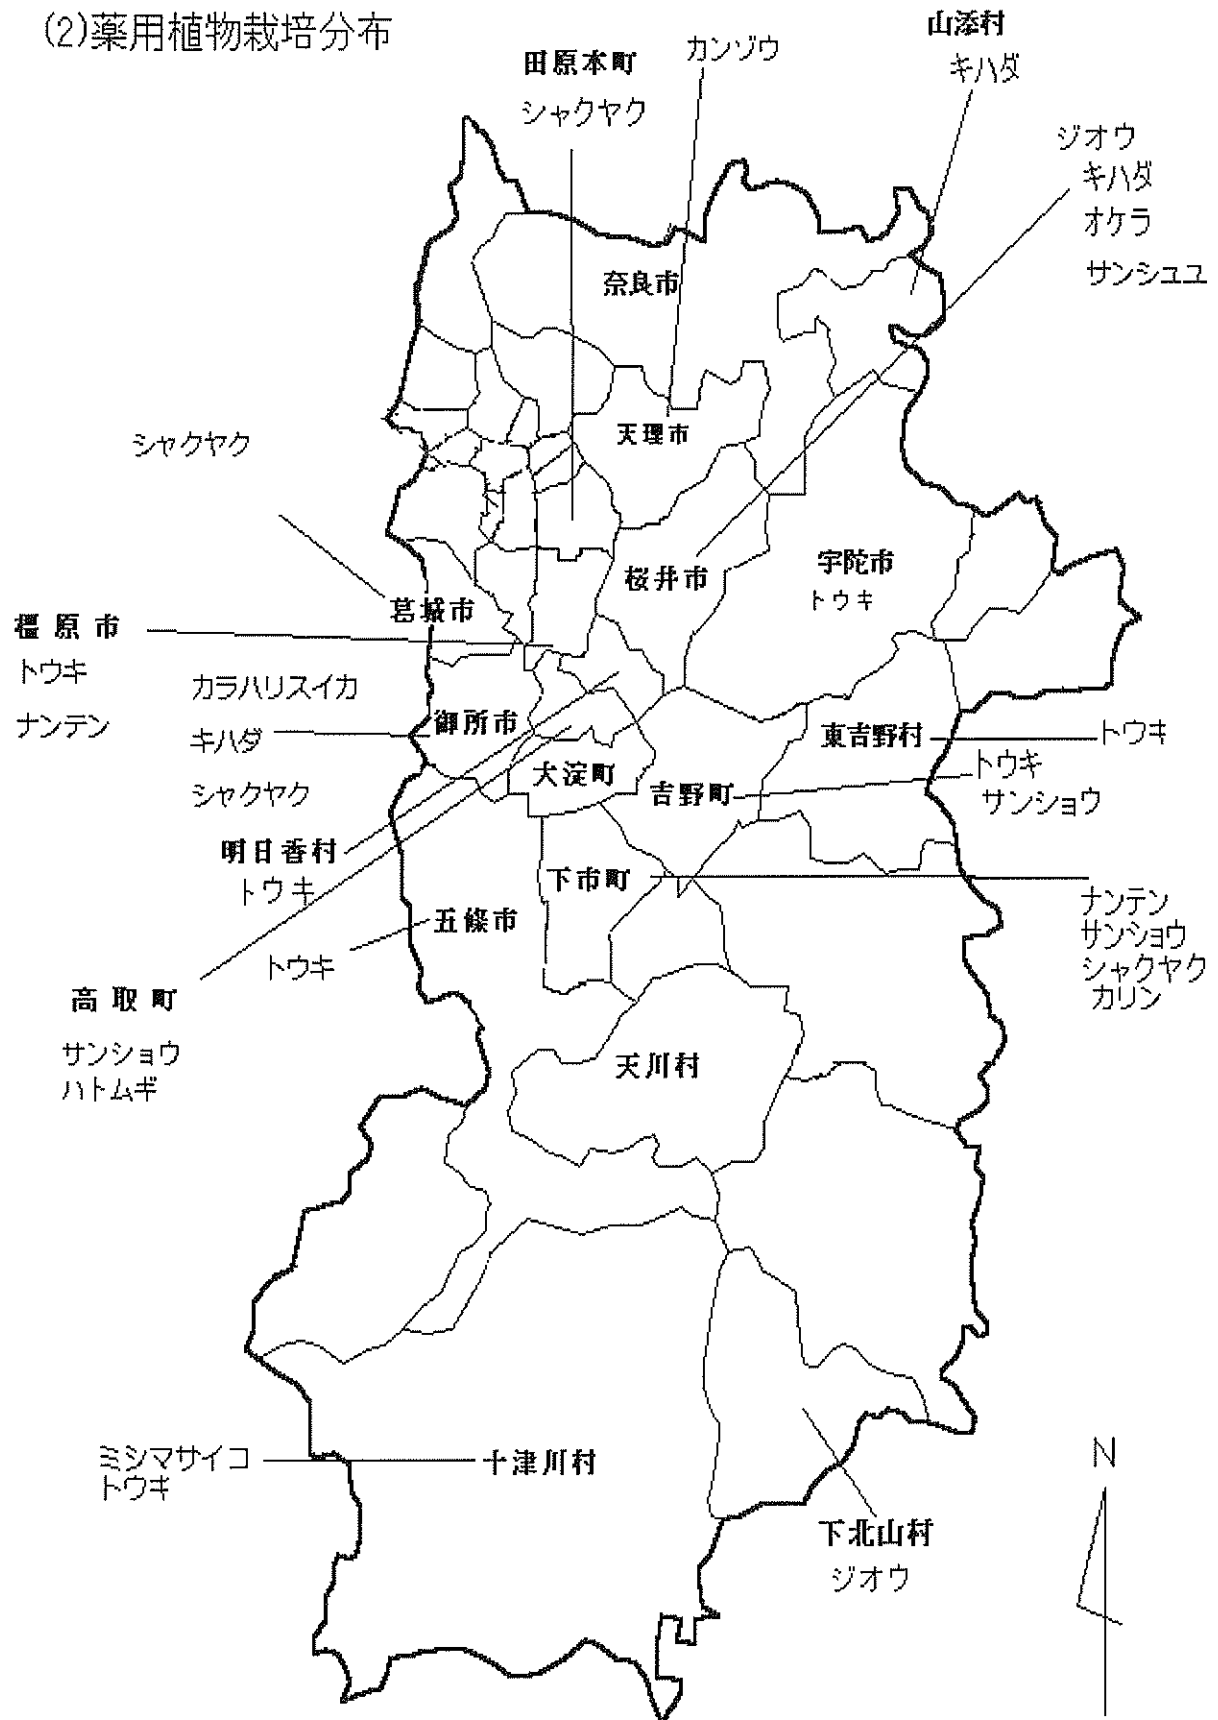 (2)薬用植物栽培分布
田原本町
シャクヤク
カンゾウ
山添村
キハダ
ジオウ
キハダ
オケラ
サンシュユ
奈良市
天理市
シャクヤク
葛城市
桜井市
宇陀市
トウキ
橿原市
トウキ
ナンテン
カラハリスイカ
キハダ
シャクヤク
御所市
大淀町
吉野町
東吉野村
トウキ
トウキ
サンショウ
明日香村
トウキ
下市町
ナンテン
サンショウ
シャクヤク
カリン
五條市
トウキ
高取町
サンショウ
ハトムギ
天川村
ミシマサイコ
トウキ
十津川村
下北山村
ジオウ
N